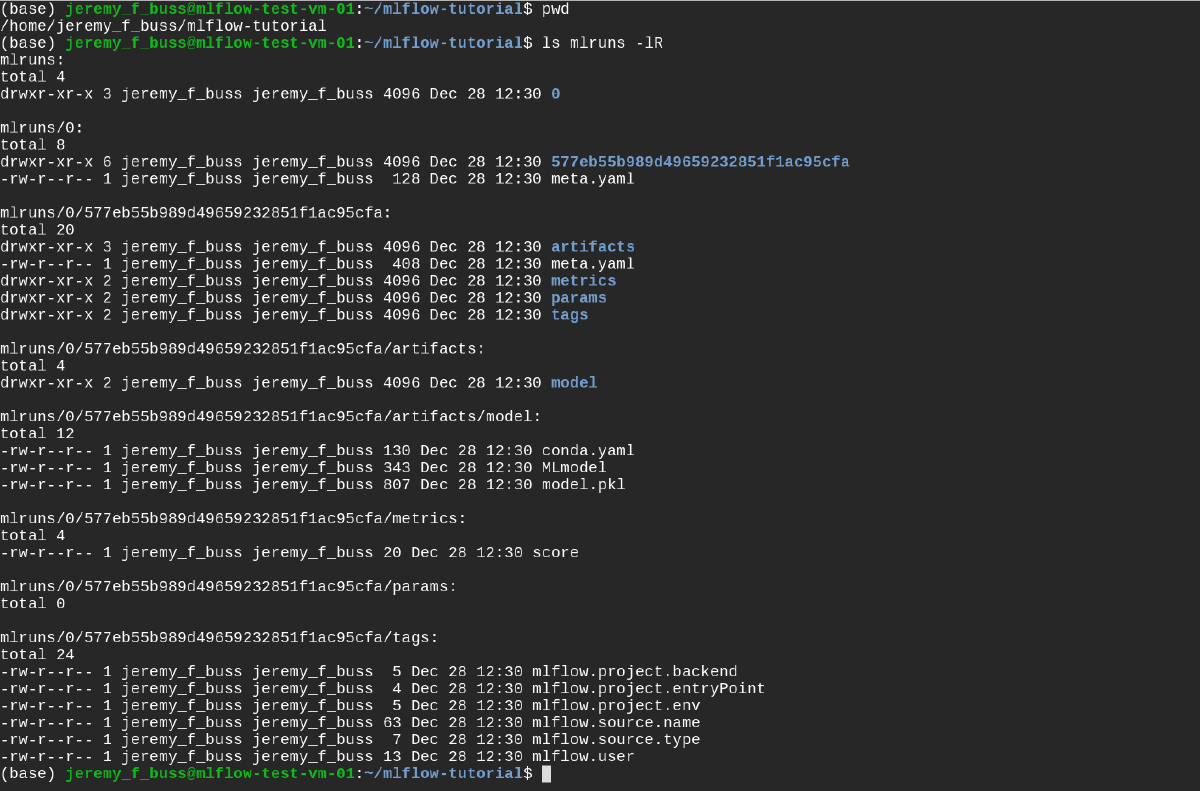 (base) jeremy_f_buss@mlflow-test-vm-01:~/mlflow-tutorial$ pwd
/home/jeremy_f_buss/mlflow-tutorial
(base) jeremy_f_buss@mlflow-test-vm-01:~/mlflow-tutorial$ ls mlruns -lR
mlruns:
total 4
drwxr-xr-x 3 jeremy_f_buss jeremy_f_buss 4096 Dec 28 12:30 0

mlruns/0:
total 8
drwxr-xr-x 6 jeremy_f_buss jeremy_f_buss 4096 Dec 28 12:30 577eb55b989d49659232851f1ac95cfa
-rw-r--r-- 1 jeremy_f_buss jeremy_f_buss  128 Dec 28 12:30 meta.yaml

mlruns/0/577eb55b989d49659232851f1ac95cfa:
total 20
drwxr-xr-x 3 jeremy_f_buss jeremy_f_buss 4096 Dec 28 12:30 artifacts
-rw-r--r-- 1 jeremy_f_buss jeremy_f_buss  408 Dec 28 12:30 meta.yaml
drwxr-xr-x 2 jeremy_f_buss jeremy_f_buss 4096 Dec 28 12:30 metrics
drwxr-xr-x 2 jeremy_f_buss jeremy_f_buss 4096 Dec 28 12:30 params
drwxr-xr-x 2 jeremy_f_buss jeremy_f_buss 4096 Dec 28 12:30 tags

mlruns/0/577eb55b989d49659232851f1ac95cfa/artifacts:
total 4
drwxr-xr-x 2 jeremy_f_buss jeremy_f_buss 4096 Dec 28 12:30 model

mlruns/0/577eb55b989d49659232851f1ac95cfa/artifacts/model:
total 12
-rw-r--r-- 1 jeremy_f_buss jeremy_f_buss 130 Dec 28 12:30 conda.yaml
-rw-r--r-- 1 jeremy_f_buss jeremy_f_buss 343 Dec 28 12:30 MLmodel
-rw-r--r-- 1 jeremy_f_buss jeremy_f_buss 807 Dec 28 12:30 model.pkl

mlruns/0/577eb55b989d49659232851f1ac95cfa/metrics:
total 4
-rw-r--r-- 1 jeremy_f_buss jeremy_f_buss 20 Dec 28 12:30 score

mlruns/0/577eb55b989d49659232851f1ac95cfa/params:
total 0

mlruns/0/577eb55b989d49659232851f1ac95cfa/tags:
total 24
-rw-r--r-- 1 jeremy_f_buss jeremy_f_buss  5 Dec 28 12:30 mlflow.project.backend
-rw-r--r-- 1 jeremy_f_buss jeremy_f_buss  4 Dec 28 12:30 mlflow.project.entryPoint
-rw-r--r-- 1 jeremy_f_buss jeremy_f_buss  5 Dec 28 12:30 mlflow.project.env
-rw-r--r-- 1 jeremy_f_buss jeremy_f_buss 63 Dec 28 12:30 mlflow.source.name
-rw-r--r-- 1 jeremy_f_buss jeremy_f_buss  7 Dec 28 12:30 mlflow.source.type
-rw-r--r-- 1 jeremy_f_buss jeremy_f_buss 13 Dec 28 12:30 mlflow.user
(base) jeremy_f_buss@mlflow-test-vm-01:~/mlflow-tutorial$